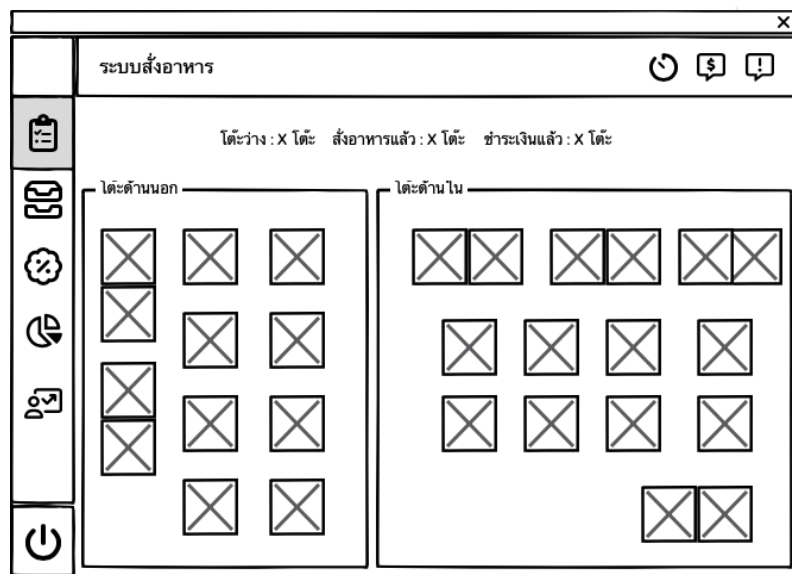 ระบบสั่งอาหาร
โต๊ะว่าง : X โต๊ะ สั่งอาหารแล้ว : X โต๊ะ ชำระเงินแล้ว : X โต๊ะ
โต๊ะด้านนอก
โต๊ะด้านใน